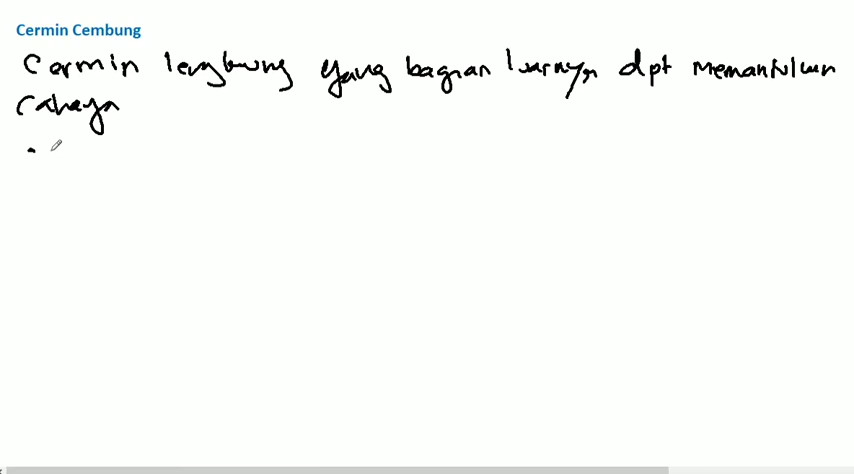 Cermin Cembung
Cermin lengkung yang bagian luarnya dpt memantulkan
cahaya